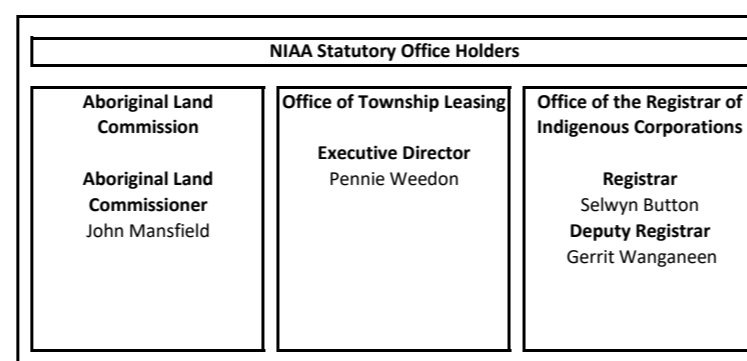 NIAA Statutory Office Holders
Aboriginal Land
Commission
Aboriginal Land
Commissioner
John Mansfield
Office of Township Leasing
Executive Director
Pennie Weedon
Office of the Registrar of
Indigenous Corporations
Registrar
Selwyn Button
Deputy Registrar
Gerrit Wanganeen